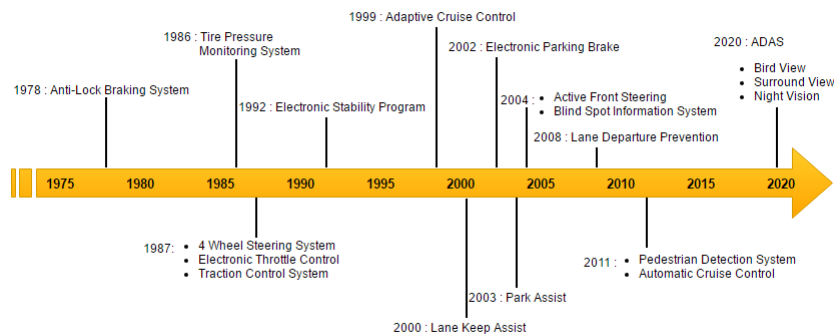 1999 : Adaptive Cruise Control
1986 : Tire Pressure
Monitoring System
2002 : Electronic Parking Brake
2020 : ADAS
• Bird View
• Surround View
• Night Vision
1978 : Anti-Lock Braking System
1992 : Electronic Stability Program
2004 : • Active Front Steering
• Blind Spot Information System
2008 : Lane Departure Prevention
1975 1980 1985 1990 1995 2000 2005 2010 2015 2020
1987: • 4 Wheel Steering System
• Electronic Throttle Control
• Traction Control System
2011 : • Pedestrian Detection System
• Automatic Cruise Control
2003 : Park Assist
2000 : Lane Keep Assist